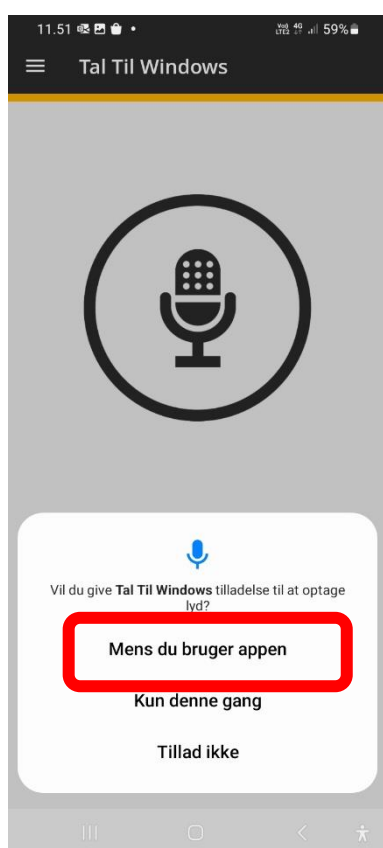 11.51 59%
Tal Til Windows
Vil du give Tal Til Windows tilladelse til at optage
lyd?
Mens du bruger appen
Kun denne gang
Tillad ikke